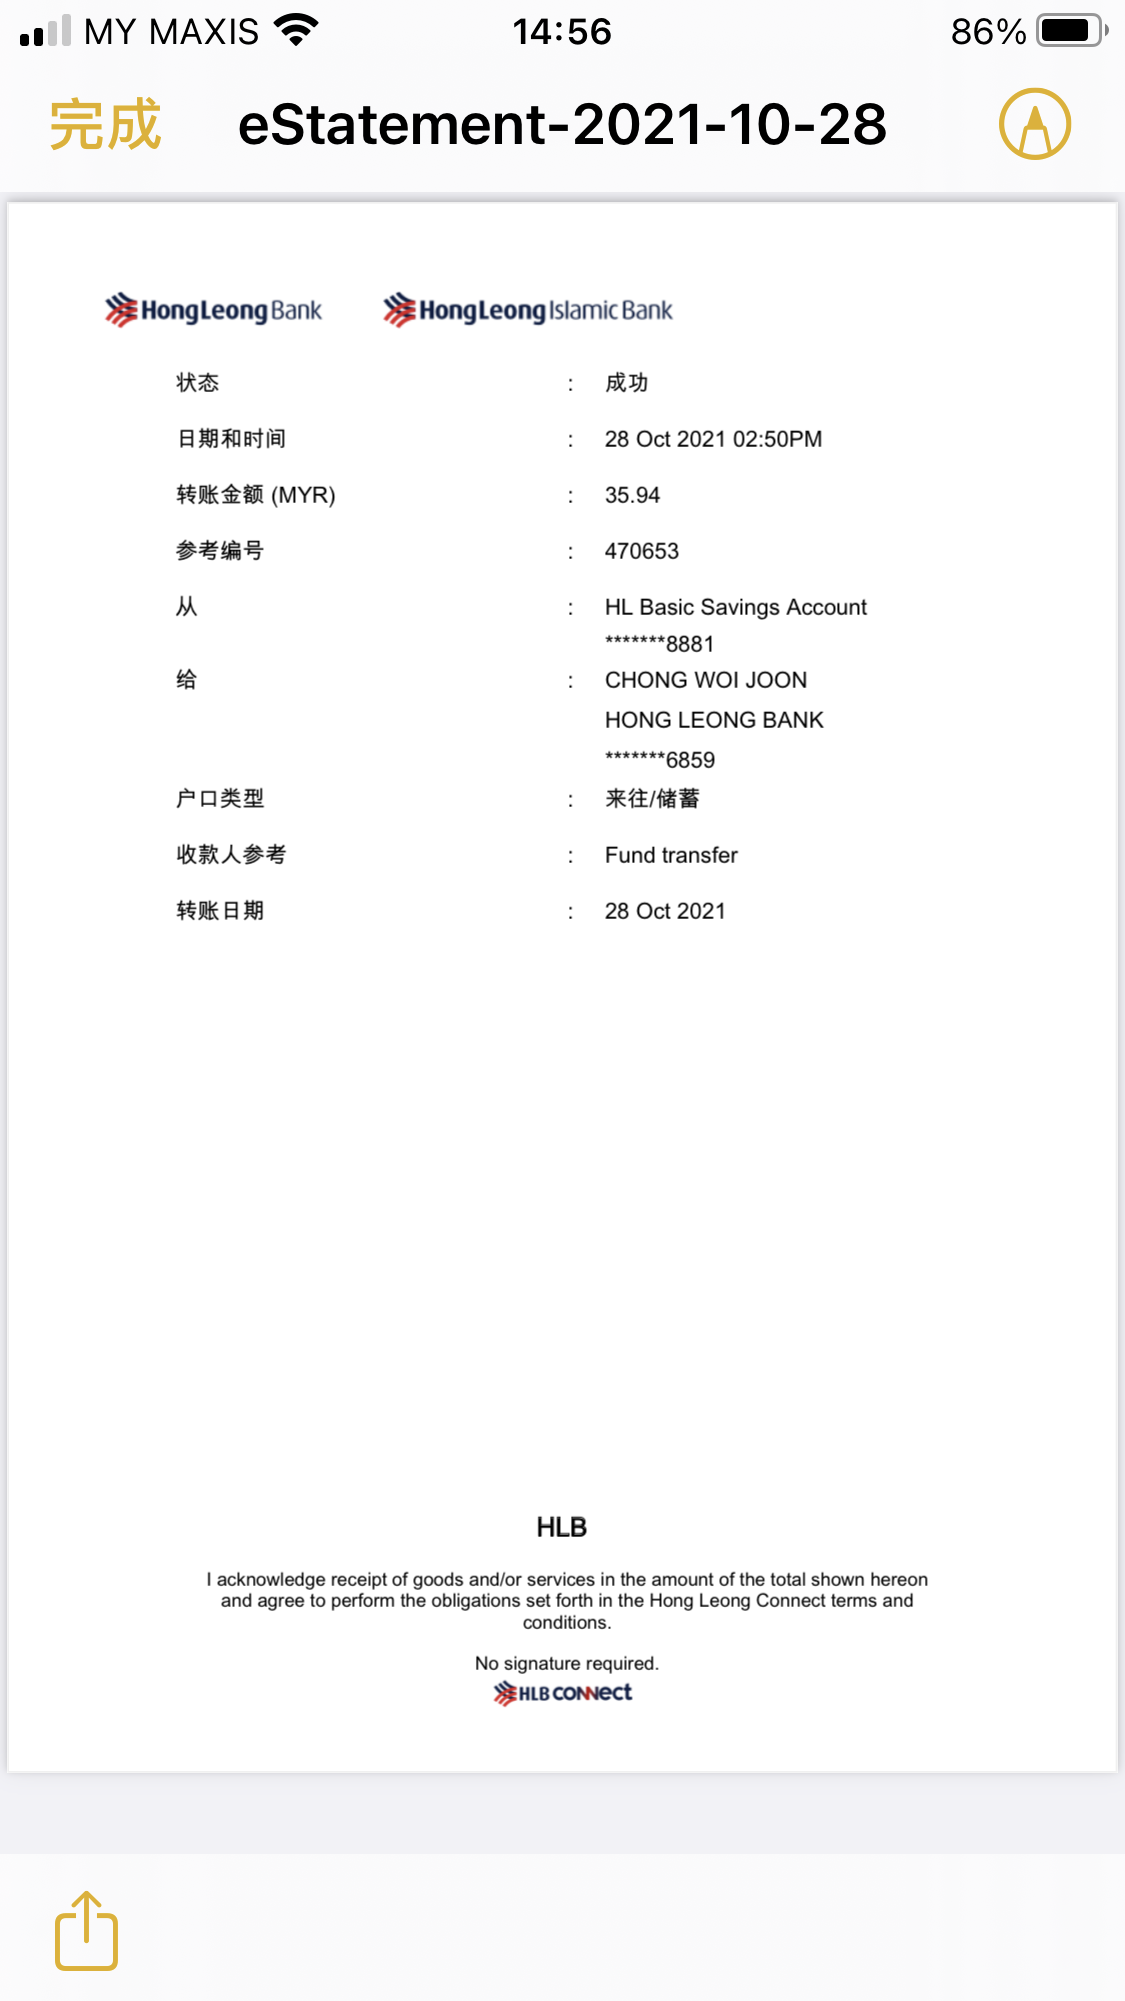 MY MAXIS 14:56 86%
完成 eStatement-2021-10-28
HongLeong Bank HongLeong Islamic Bank
状态 : 成功
日期和时间 : 28 Oct 2021 02:50PM
转账金额 (MYR) : 35.94
参考编号 : 470653
从 : HL Basic Savings Account
*******8881
给 : CHONG WOI JOON
HONG LEONG BANK
*******6859
户口类型 : 来往/储蓄
收款人参考 : Fund transfer
转账日期 : 28 Oct 2021
HLB
I acknowledge receipt of goods and/or services in the amount of the total shown hereon
and agree to perform the obligations set forth in the Hong Leong Connect terms and
conditions.
No signature required.
HLB CONNect